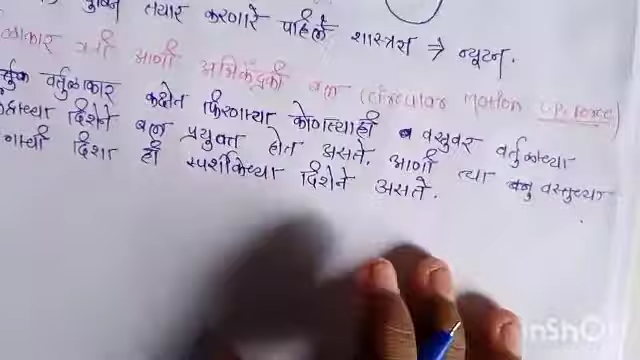 तयार करणारे पहिले शास्त्रज्ञ ते न्यूटन.
गती आणी अभिकेंद्री बल (circular motion
वर्तुळाकार कक्षेत फिरणाऱ्या कोणत्याही वस्तुवर वर्तुळाच्या
दिशेने बल प्रयुक्त होत असते. आणी त्या वस्तुच्या
दिशा ही स्पर्शिकेच्या दिशेने असते.
InShOt